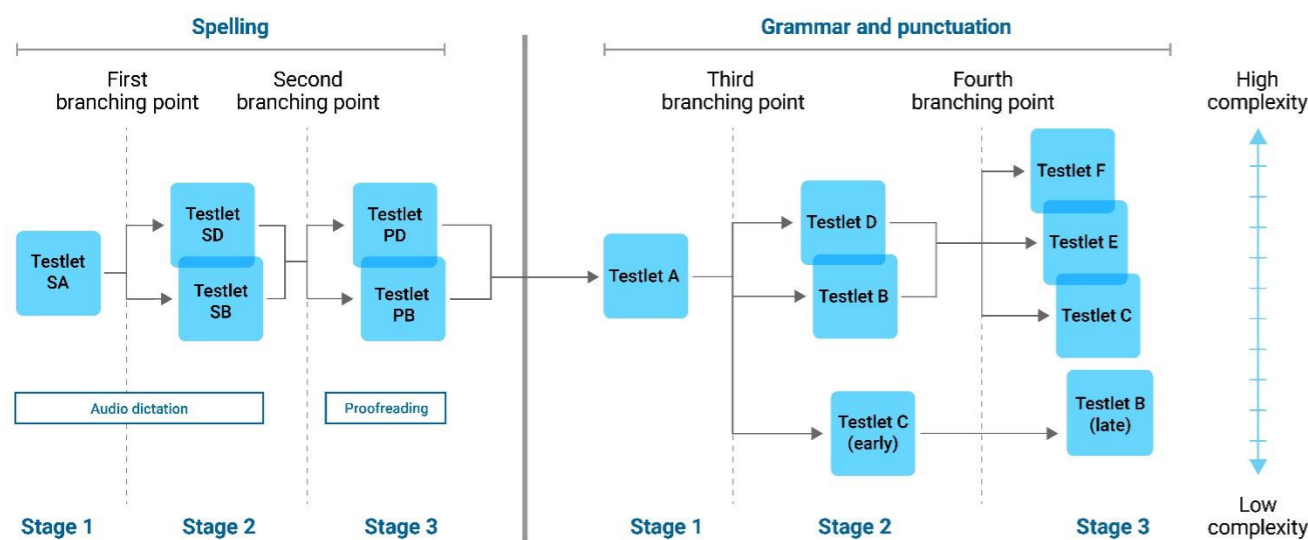 Spelling
Grammar and punctuation
First
branching point
Second
branching point
Third
branching point
Fourth
branching point
High
complexity
Testlet
SA
Testlet
SD
Testlet
SB
Testlet
PD
Testlet
PB
Testlet A
Testlet D
Testlet B
Testlet C
(early)
Testlet F
Testlet E
Testlet C
Testlet B
(late)
Audio dictation
Proofreading
Stage 1
Stage 2
Stage 3
Stage 1
Stage 2
Stage 3
Low
complexity